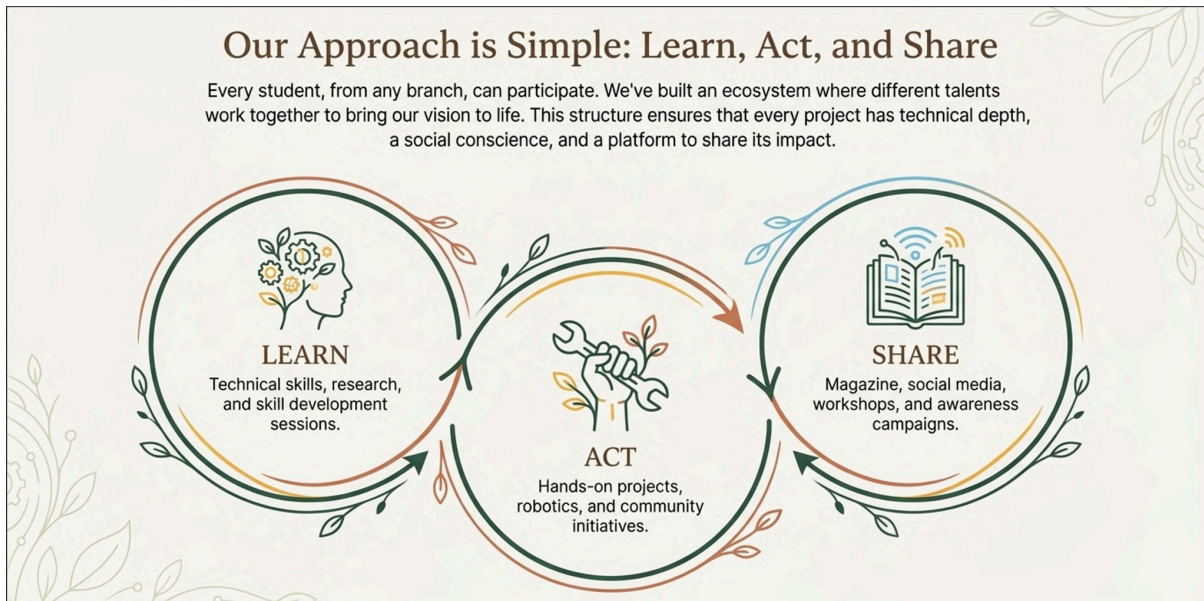 Our Approach is Simple: Learn, Act, and Share
Every student, from any branch, can participate. We've built an ecosystem where different talents
work together to bring our vision to life. This structure ensures that every project has technical depth,
a social conscience, and a platform to share its impact.
LEARN
Technical skills, research,
and skill development
sessions.
ACT
Hands-on projects,
robotics, and community
initiatives.
SHARE
Magazine, social media,
workshops, and awareness
campaigns.